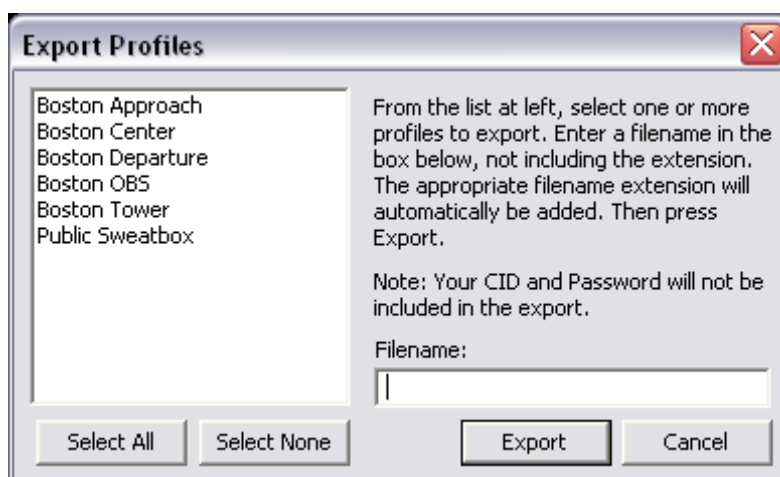 Export Profiles
Boston Approach
Boston Center
Boston Departure
Boston OBS
Boston Tower
Public Sweatbox
From the list at left, select one or more
profiles to export. Enter a filename in the
box below, not including the extension.
The appropriate filename extension will
automatically be added. Then press
Export.
Note: Your CID and Password will not be
included in the export.
Filename:
Select All
Select None
Export
Cancel